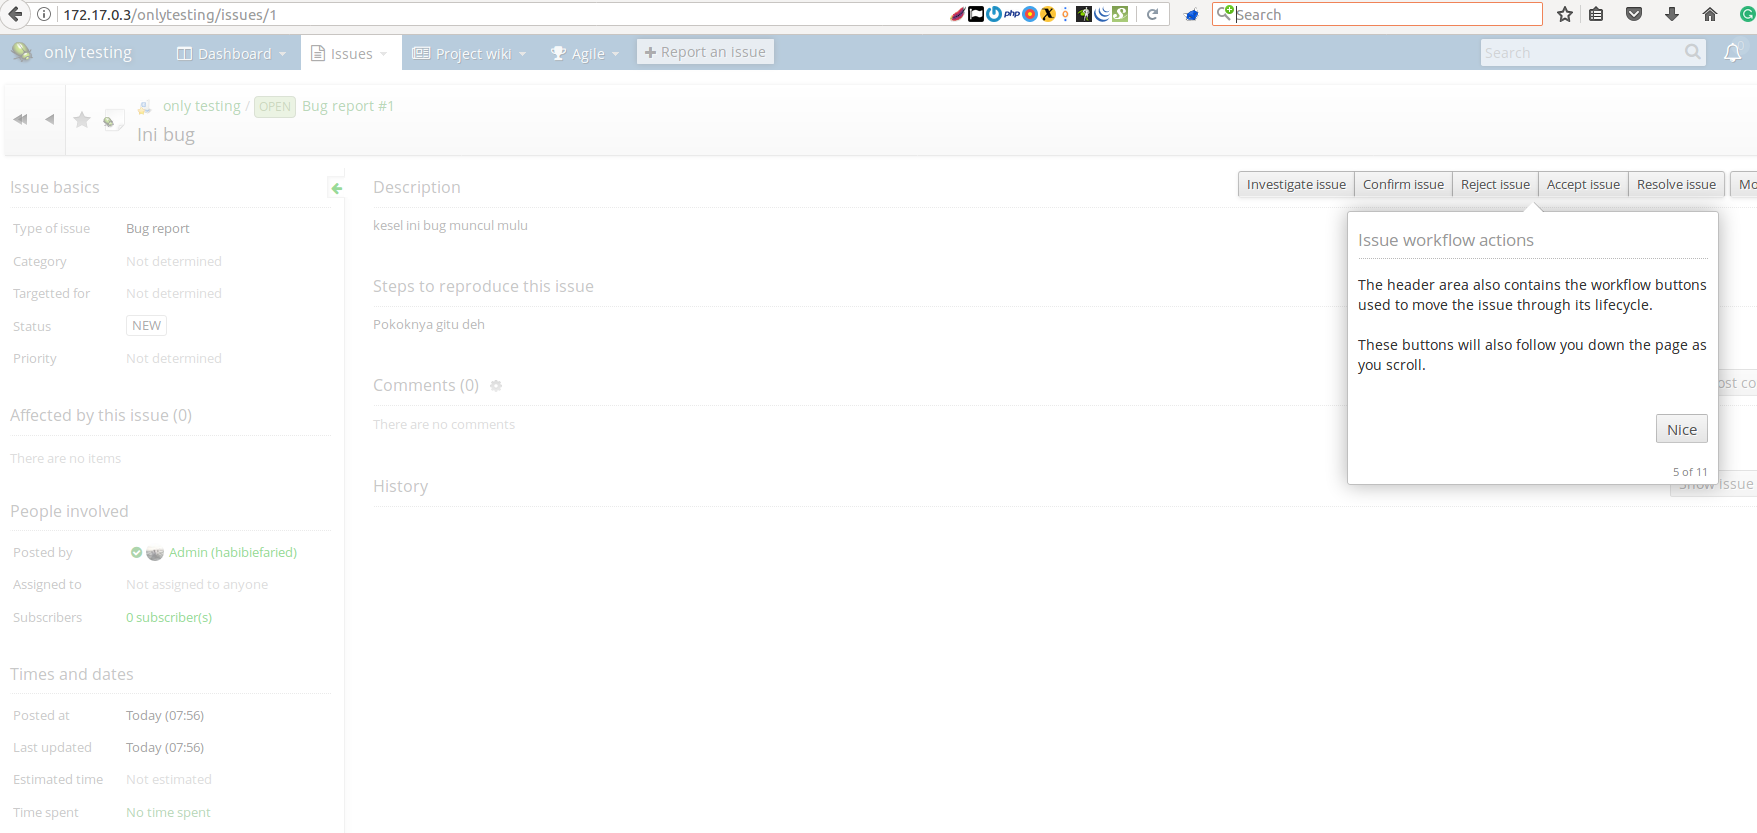 172.17.0.3/onlytesting/issues/1
php
Search
only testing
Dashboard
Issues
Project wiki
Agile
Report an issue
Search
only testing / OPEN Bug report #1
Ini bug
Issue basics
Type of issue Bug report
Category Not determined
Targetted for Not determined
Status NEW
Priority Not determined
Affected by this issue (0)
There are no items
People involved
Posted by Admin (habibiefaried)
Assigned to Not assigned to anyone
Subscribers 0 subscriber(s)
Times and dates
Posted at Today (07:56)
Last updated Today (07:56)
Estimated time Not estimated
Time spent No time spent
Description
kesel ini bug muncul mulu
Steps to reproduce this issue
Pokoknya gitu deh
Comments (0)
There are no comments
History
Investigate issue Confirm issue Reject issue Accept issue Resolve issue Mo
Issue workflow actions
The header area also contains the workflow buttons
used to move the issue through its lifecycle.
These buttons will also follow you down the page as
you scroll.
Nice
5 of 11
ost co
Show issue